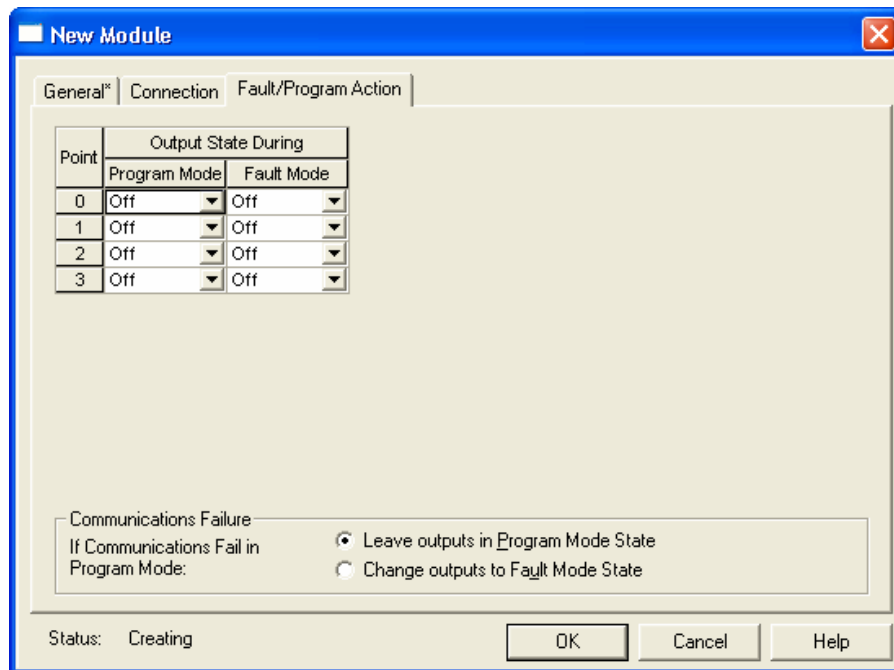 New Module
General* Connection Fault/Program Action
Point Output State During
Program Mode Fault Mode
0 Off Off
1 Off Off
2 Off Off
3 Off Off
Communications Failure
If Communications Fail in Program Mode:
Leave outputs in Program Mode State
Change outputs to Fault Mode State
Status: Creating OK Cancel Help